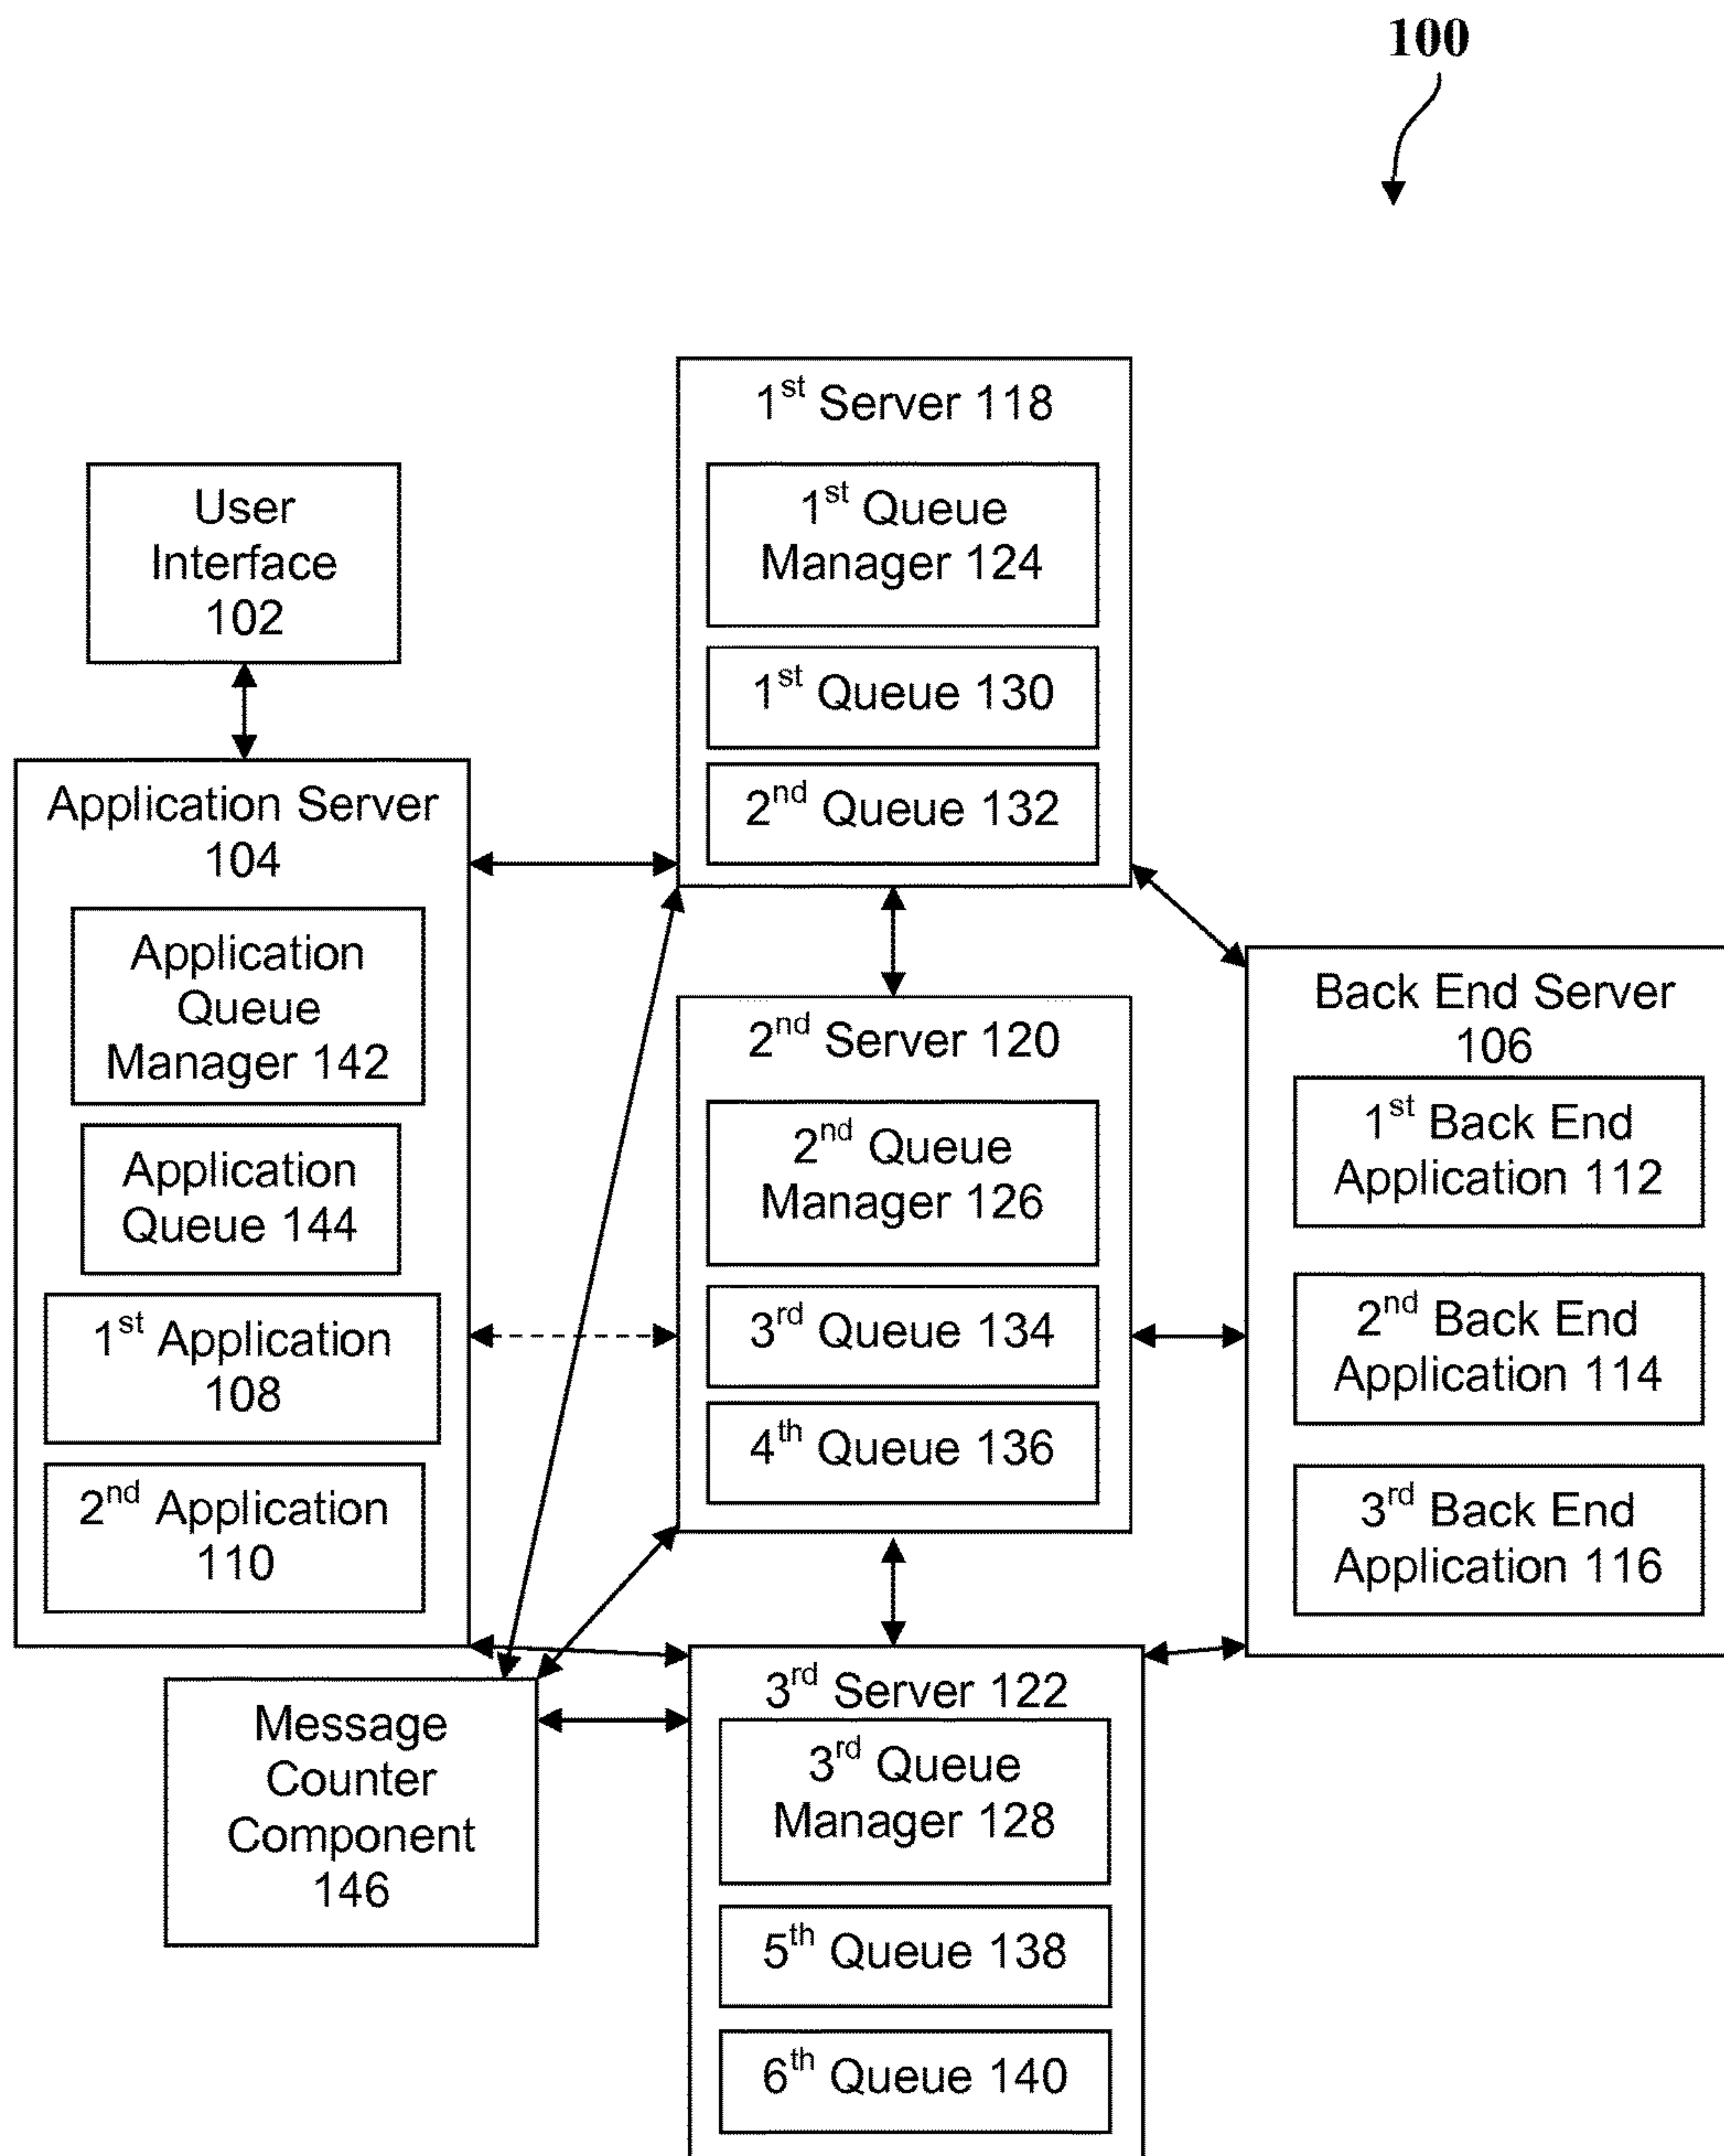 100
1st Server 118
1st Queue
Manager 124
1st Queue 130
2nd Queue 132
User
Interface
102
Application Server
104
Application
Queue
Manager 142
Application
Queue 144
1st Application
108
2nd Application
110
2nd Server 120
2nd Queue
Manager 126
3rd Queue 134
4th Queue 136
Back End Server
106
1st Back End
Application 112
2nd Back End
Application 114
3rd Back End
Application 116
Message
Counter
Component
146
3rd Server 122
3rd Queue
Manager 128
5th Queue 138
6th Queue 140